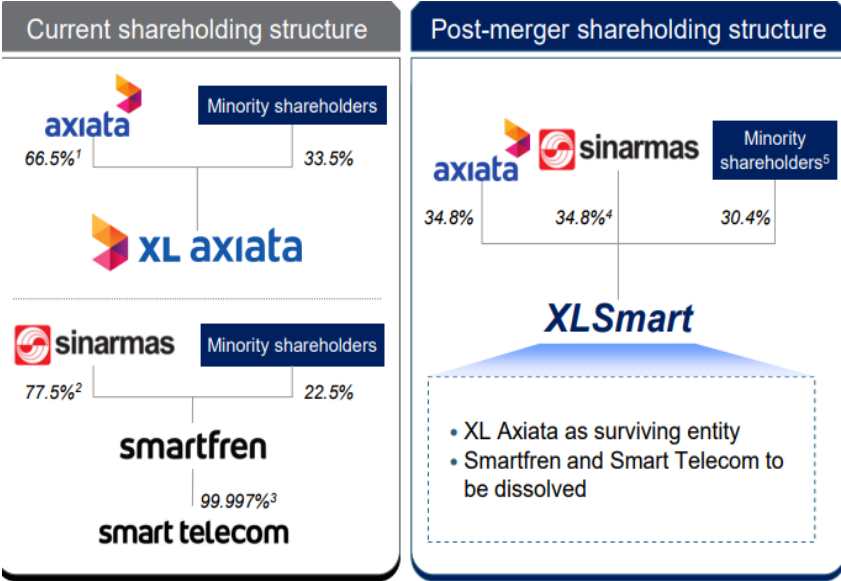 Current shareholding structure
axiata
Minority shareholders
66.5%¹
33.5%
XL axiata
sinarmas
Minority shareholders
77.5%²
22.5%
smartfren
99.997%³
smart telecom
Post-merger shareholding structure
axiata
sinarmas
Minority
shareholders⁵
34.8%
34.8%⁴
30.4%
XLSmart
• XL Axiata as surviving entity
• Smartfren and Smart Telecom to
be dissolved